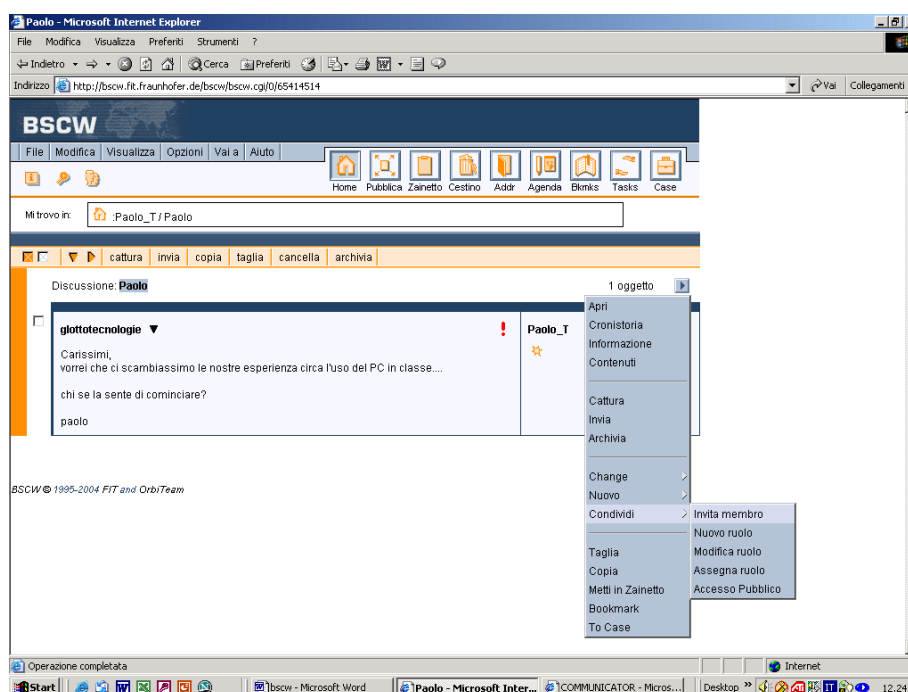 Paolo - Microsoft Internet Explorer
File Modifica Visualizza Preferiti Strumenti ?
Indietro Cerca Preferiti
Indirizzo http://bscw.fit.fraunhofer.de/bscw/bscw.cgi/0/65414514 Vai Collegamenti
BSCW
File Modifica Visualizza Opzioni Vai a Aiuto
Home Pubblica Zainetto Cestino Addr Agenda Bkmks Tasks Case
Mi trovo in: :Paolo_T / Paolo
cattura invia copia taglia cancella archivia
Discussione: Paolo 1 oggetto
glottotecnologie Paolo_T
Carissimi,
vorrei che ci scambiassimo le nostre esperienza circa l'uso del PC in classe....
chi se la sente di cominciare?
paolo
Apri
Cronistoria
Informazione
Contenuti
Cattura
Invia
Archivia
Change
Nuovo
Condividi
Taglia
Copia
Metti in Zainetto
Bookmark
To Case
Invita membro
Nuovo ruolo
Modifica ruolo
Assegna ruolo
Accesso Pubblico
BSCW © 1995-2004 FIT and OrbiTeam
Operazione completata Internet
Start bscw - Microsoft Word Paolo - Microsoft Inter... COMMUNICATOR - Micros... Desktop » 12.24